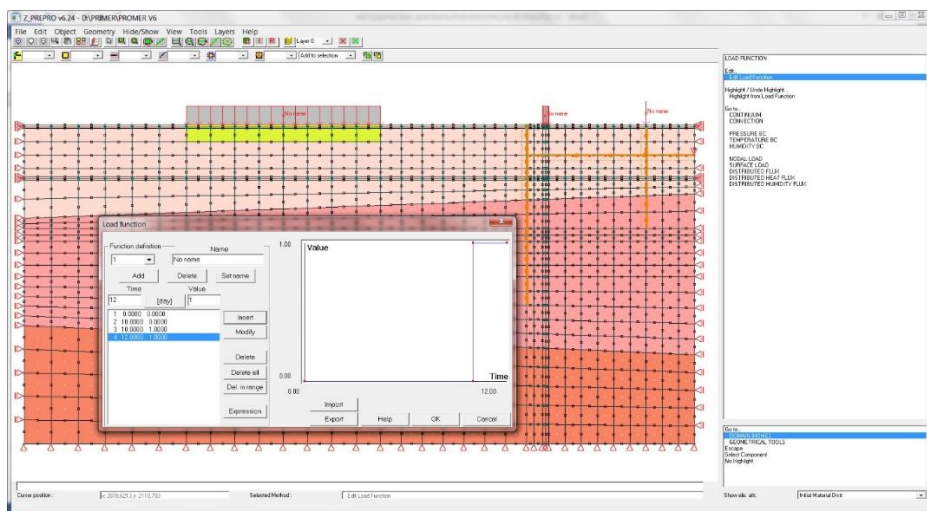 Z_PREPRO v6.24 - D:\PRIMER\PROMER V6
File Edit Object Geometry Hide/Show View Tools Layers Help
Layer 0
Add to selection
No name
No name
No name
LOAD FUNCTION
Edit...
Edit Load Function
Highlight / Undo Highlight...
Highlight from Load Function
Go to...
CONTINUUM
CONVECTION
PRESSURE BC
TEMPERATURE BC
HUMIDITY BC
NODAL LOAD
SURFACE LOAD
DISTRIBUTED FLUX
DISTRIBUTED HEAT FLUX
DISTRIBUTED HUMIDITY FLUX
Load function
Function definition
Name
1
No name
Add Delete Set name
Time Value
12 [day] 1
1 0.0000 0.0000
2 10.0000 0.0000
3 10.0000 1.0000
4 12.0000 1.0000
Insert
Modify
Delete
Delete all
Del. in range
Expression
1.00
Value
0.00
Time
0.00 12.00
Import
Export Help OK Cancel
Go to...
GEOMETRICAL TOOLS
Escape
Select Component
No Highlight
Cursor position :
Selected Method :
Edit Load Function
Show elo. attr.
Initial Material Distr.